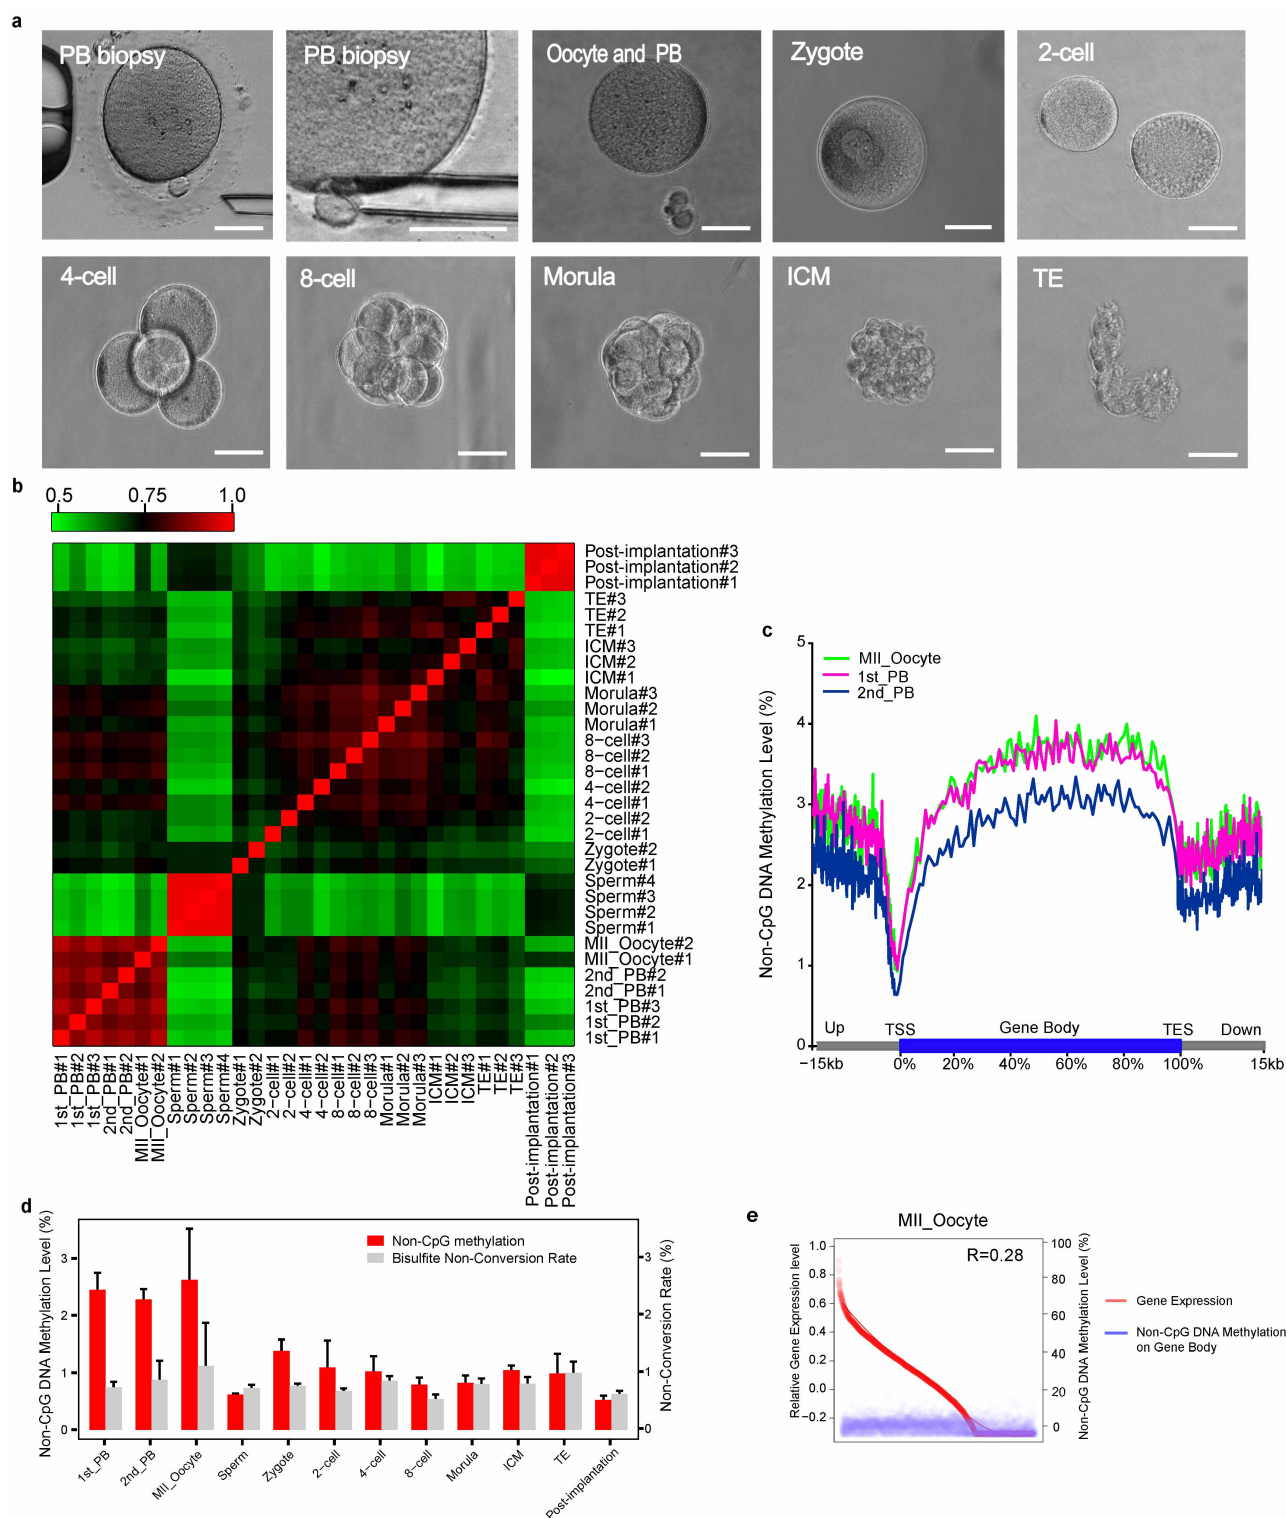 a
PB biopsy
PB biopsy
Oocyte and PB
Zygote
2-cell
4-cell
8-cell
Morula
ICM
TE
b
0.5 0.75 1.0
Post-implantation#3
Post-implantation#2
Post-implantation#1
TE#3
TE#2
TE#1
ICM#3
ICM#2
ICM#1
Morula#3
Morula#2
Morula#1
8-cell#3
8-cell#2
8-cell#1
4-cell#2
4-cell#1
2-cell#2
2-cell#1
Zygote#2
Zygote#1
Sperm#4
Sperm#3
Sperm#2
Sperm#1
MII_Oocyte#2
MII_Oocyte#1
2nd_PB#2
2nd_PB#1
1st_PB#3
1st_PB#2
1st_PB#1
1st_PB#1
1st_PB#2
1st_PB#3
2nd_PB#1
2nd_PB#2
MII_Oocyte#1
MII_Oocyte#2
Sperm#1
Sperm#2
Sperm#3
Sperm#4
Zygote#1
Zygote#2
2-cell#1
2-cell#2
4-cell#1
4-cell#2
8-cell#1
8-cell#2
8-cell#3
Morula#1
Morula#2
Morula#3
ICM#1
ICM#2
ICM#3
TE#1
TE#2
TE#3
Post-implantation#1
Post-implantation#2
Post-implantation#3
c
Non-CpG DNA Methylation Level (%)
5
4
3
2
1
0
MII_Oocyte
1st_PB
2nd_PB
Up TSS Gene Body TES Down
−15kb 0% 20% 40% 60% 80% 100% 15kb
d
Non-CpG DNA Methylation Level (%)
3
2
1
0
Non-CpG methylation
Bisulfite Non-Conversion Rate
3
2
1
0
Non-Conversion Rate (%)
1st_PB
2nd_PB
MII_Oocyte
Sperm
Zygote
2-cell
4-cell
8-cell
Morula
ICM
TE
Post-implantation
e
MII_Oocyte
R=0.28
Relative Gene Expression level
1.0
0.8
0.6
0.4
0.2
0.0
−0.2
100
80
60
40
20
0
Non-CpG DNA Methylation Level (%)
Gene Expression
Non-CpG DNA Methylation
on Gene Body